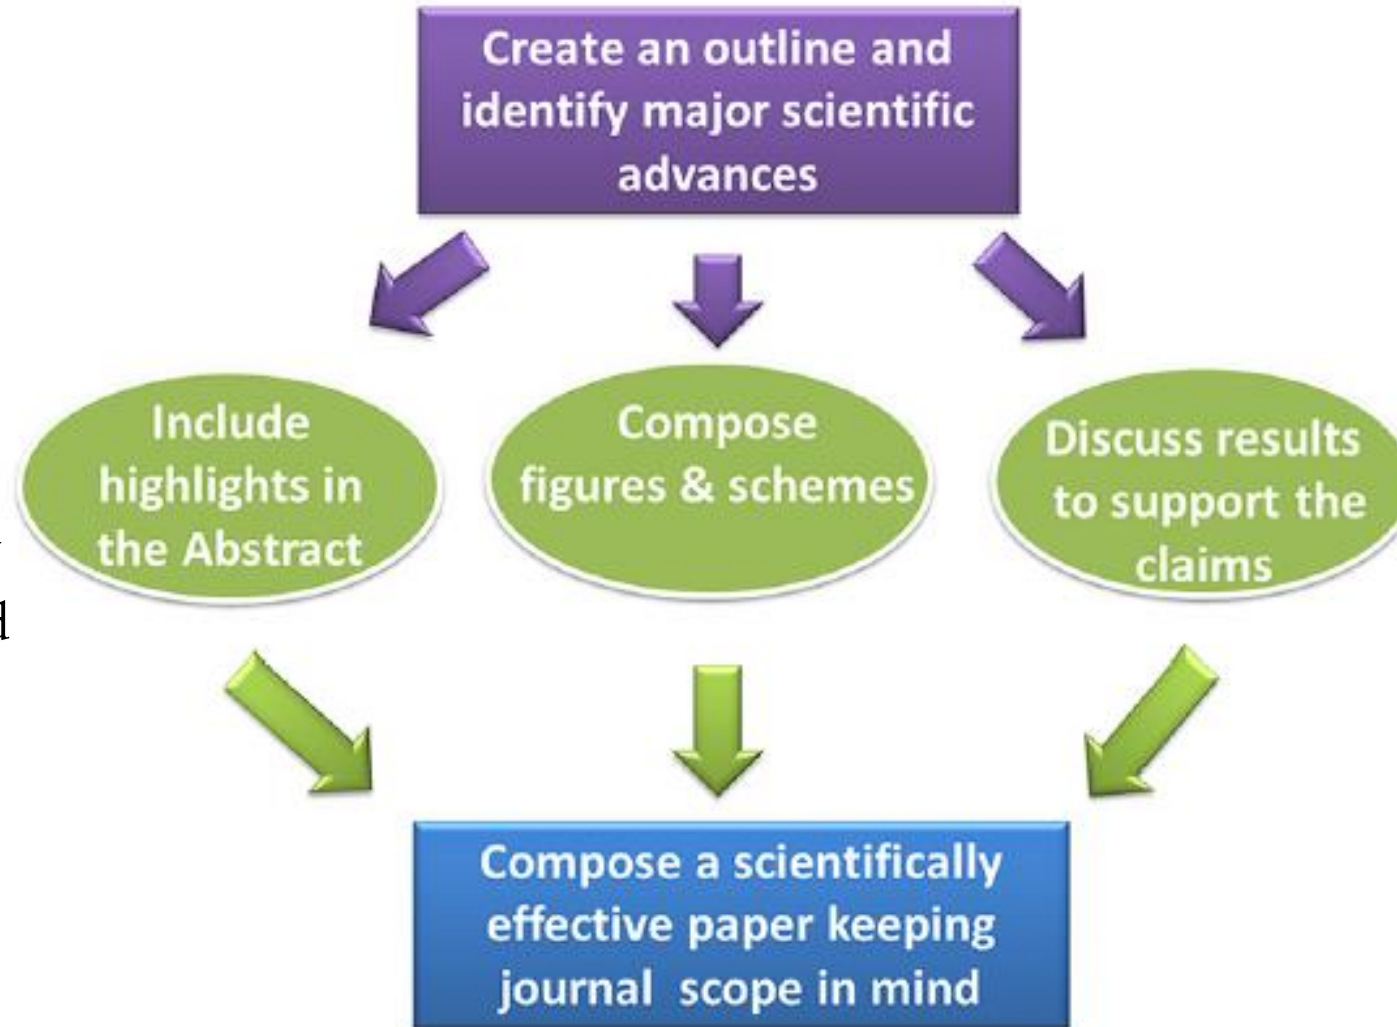 Create an outline and
identify major scientific
advances
Include
highlights in
the Abstract
Compose
figures & schemes
Discuss results
to support the
claims
Compose a scientifically
effective paper keeping
journal scope in mind